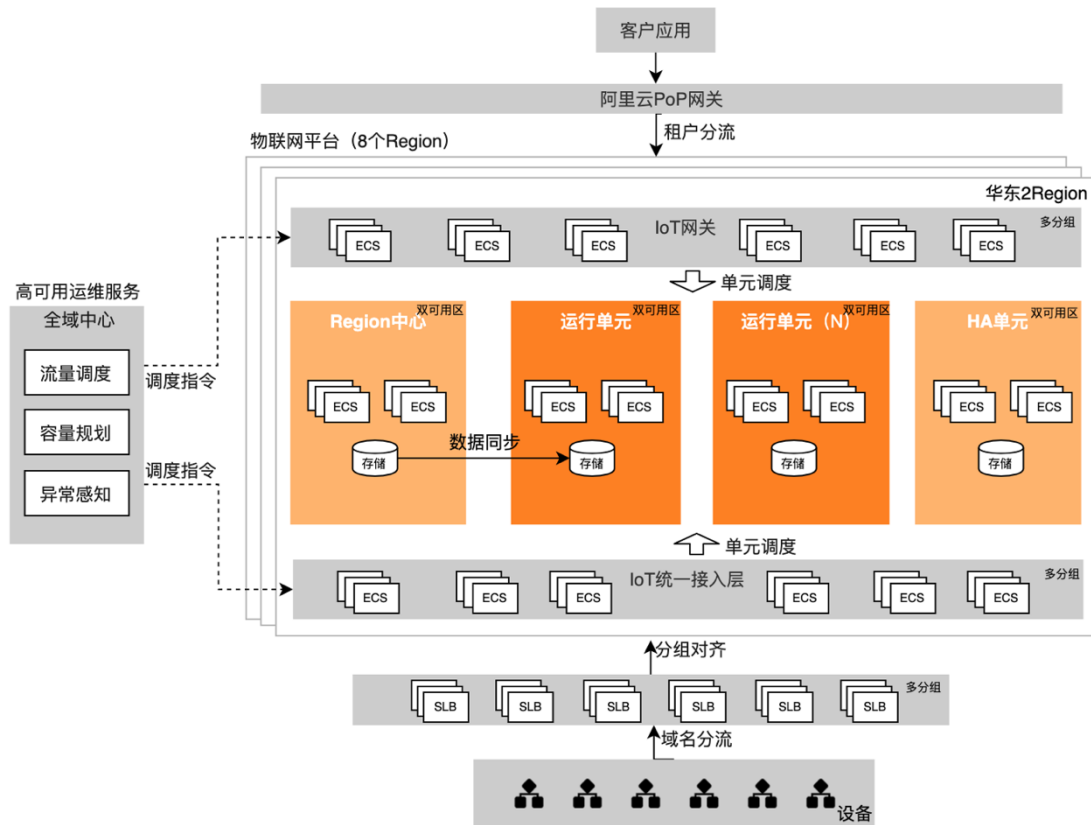 客户应用
阿里云PoP网关
租户分流
物联网平台（8个Region）
华东2Region
IoT网关
多分组
ECS
ECS
ECS
ECS
ECS
ECS
单元调度
高可用运维服务
全域中心
流量调度
容量规划
异常感知
调度指令
调度指令
Region中心
双可用区
ECS
ECS
存储
数据同步
运行单元
双可用区
ECS
ECS
存储
运行单元（N）
双可用区
ECS
ECS
存储
HA单元
双可用区
ECS
ECS
存储
单元调度
IoT统一接入层
多分组
ECS
ECS
ECS
ECS
ECS
ECS
分组对齐
多分组
SLB
SLB
SLB
SLB
SLB
SLB
域名分流
设备